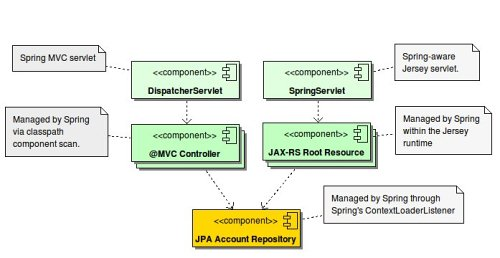 Spring MVC servlet
<<component>>
DispatcherServlet
<<component>>
SpringServlet
Spring-aware
Jersey servlet.
Managed by Spring
via classpath
component scan.
<<component>>
@MVC Controller
<<component>>
JAX-RS Root Resource
Managed by Spring
within the Jersey
runtime
<<component>>
JPA Account Repository
Managed by Spring through
Spring's ContextLoaderListener